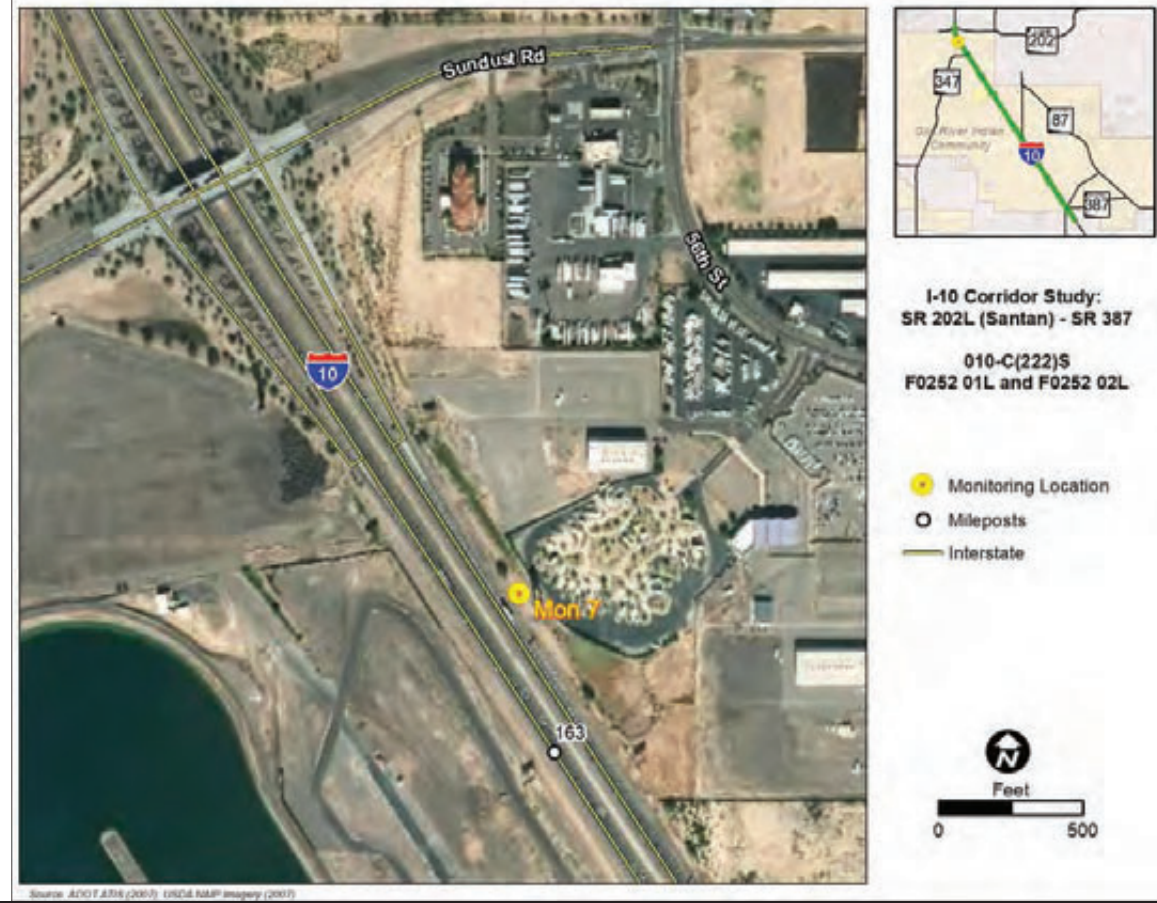 Sundust Rd
56th St
10
Mon 7
163
202
347
87
Gila River Indian
Community
10
387
I-10 Corridor Study:
SR 202L (Santan) - SR 387
010-C(222)S
F0252 01L and F0252 02L
Monitoring Location
Mileposts
Interstate
N
Feet
0 500
Source: ADOT ATIS (2007) USDA NAIP Imagery (2007)